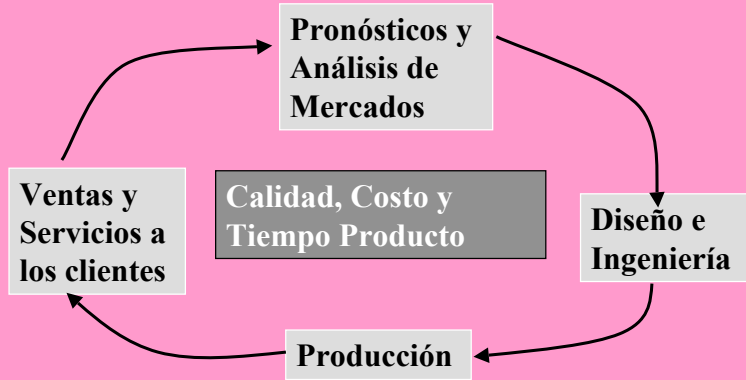 Pronósticos y
Análisis de
Mercados
Ventas y
Servicios a
los clientes
Calidad, Costo y
Tiempo Producto
Diseño e
Ingeniería
Producción